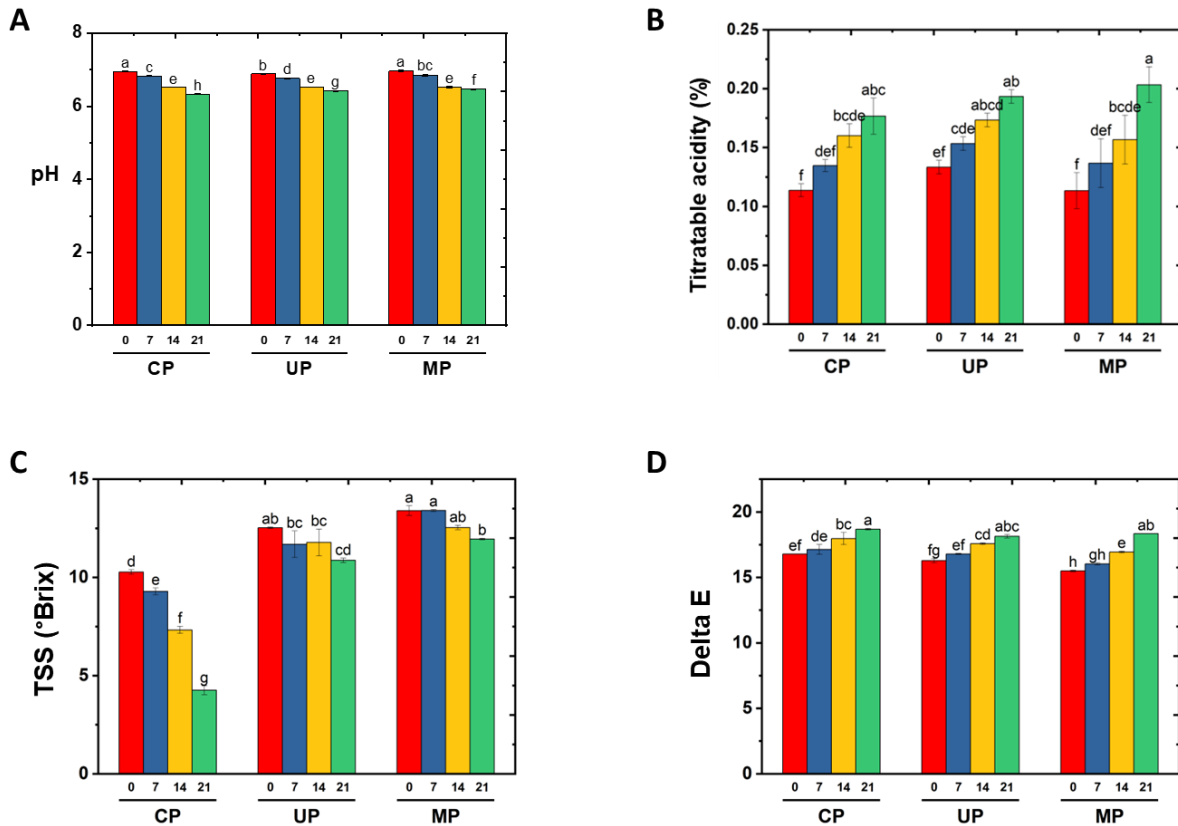 A
8
6
4
2
0
pH
a c e h
b d e g
a bc e f
0 7 14 21 0 7 14 21 0 7 14 21
CP UP MP
B
0.25
0.20
0.15
0.10
0.05
0.00
Titratable acidity (%)
f def bcde abc
ef cde abcd ab
f def bcde a
0 7 14 21 0 7 14 21 0 7 14 21
CP UP MP
C
15
10
5
0
TSS (°Brix)
d e f g
ab bc bc cd
a a ab b
0 7 14 21 0 7 14 21 0 7 14 21
CP UP MP
D
20
15
10
5
0
Delta E
ef de bc a
fg ef cd abc
h gh e ab
0 7 14 21 0 7 14 21 0 7 14 21
CP UP MP